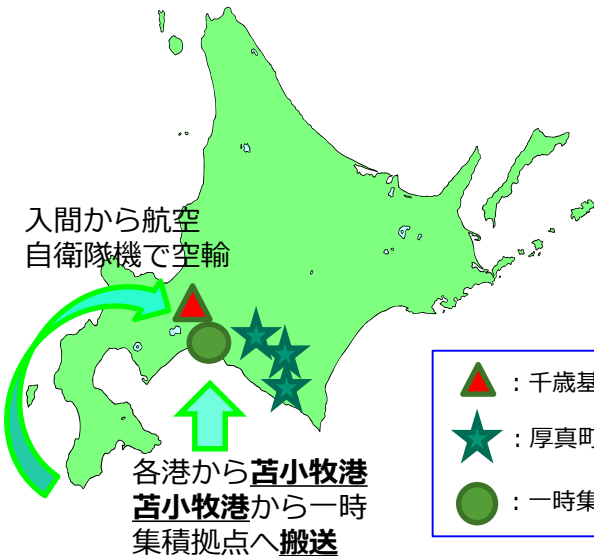 入間から航空
自衛隊機で空輸
：千歳基
：厚真町
：一時集
各港から苫小牧港
苫小牧港から一時
集積拠点へ搬送